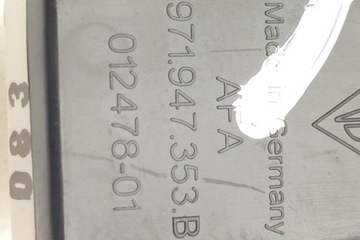 Made in Germany
AFA
971.947.353.B
012478-01
380